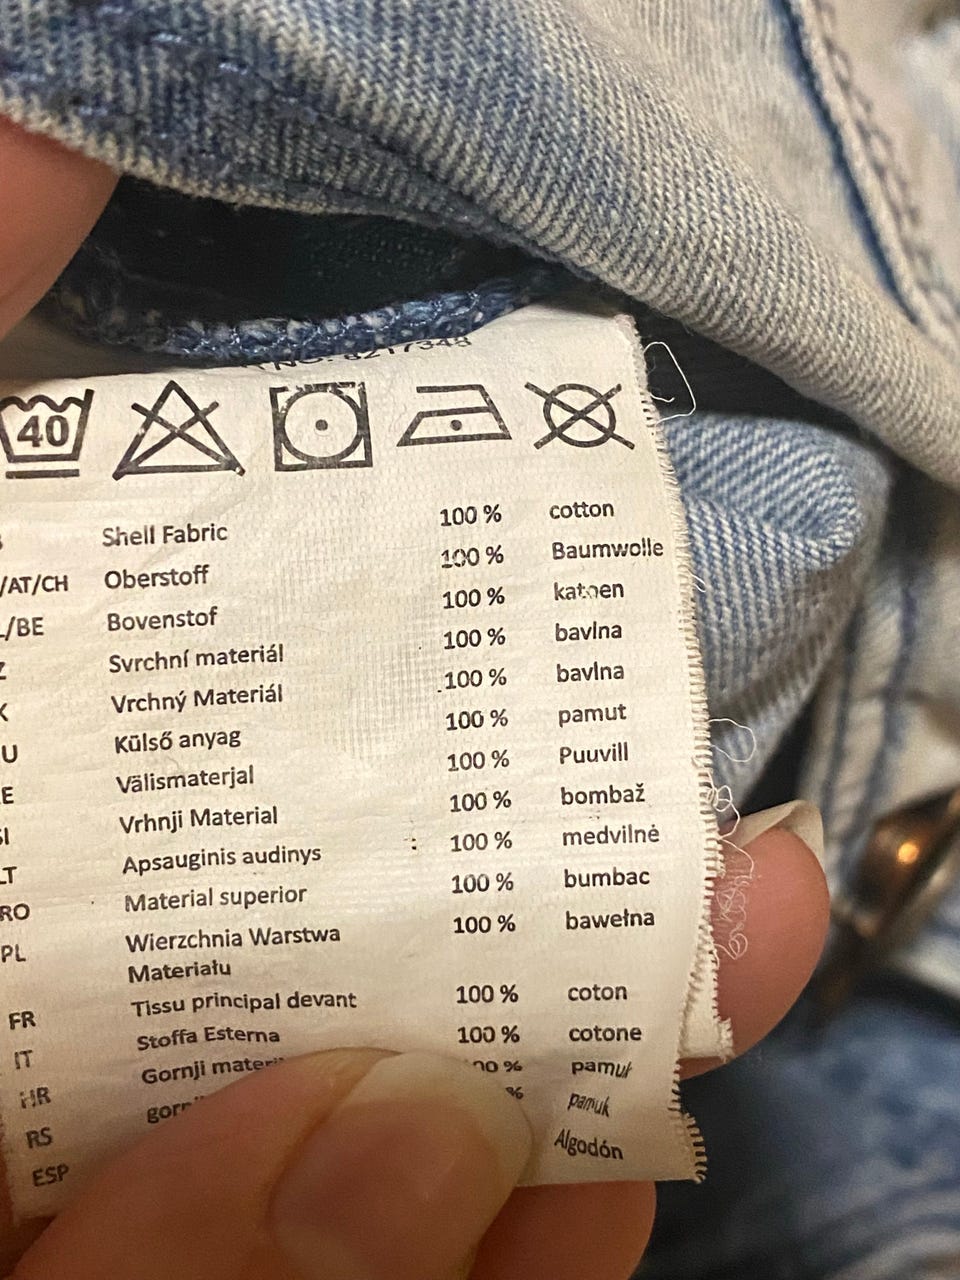 8217348
40
Shell Fabric 100 % cotton
/AT/CH Oberstoff 100 % Baumwolle
/BE Bovenstof 100 % katoen
Z Svrchní materiál 100 % bavlna
K Vrchný Materiál 100 % bavlna
U Külső anyag 100 % pamut
E Välismaterjal 100 % Puuvill
SI Vrhnji Material 100 % bombaž
LT Apsauginis audinys : 100 % medvilnė
RO Material superior 100 % bumbac
PL Wierzchnia Warstwa 100 % bawełna
Materiału
FR Tissu principal devant 100 % coton
IT Stoffa Esterna 100 % cotone
HR Gornji 00 % pamuk
RS % pamuk
ESP Algodón